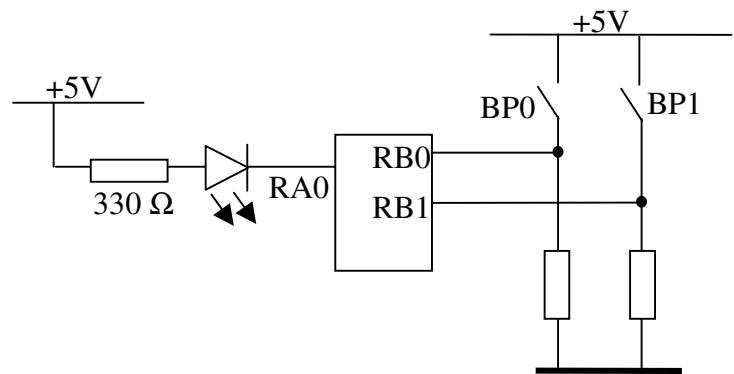 +5V
+5V
BP0
BP1
RB0
RA0
RB1
330 Ω